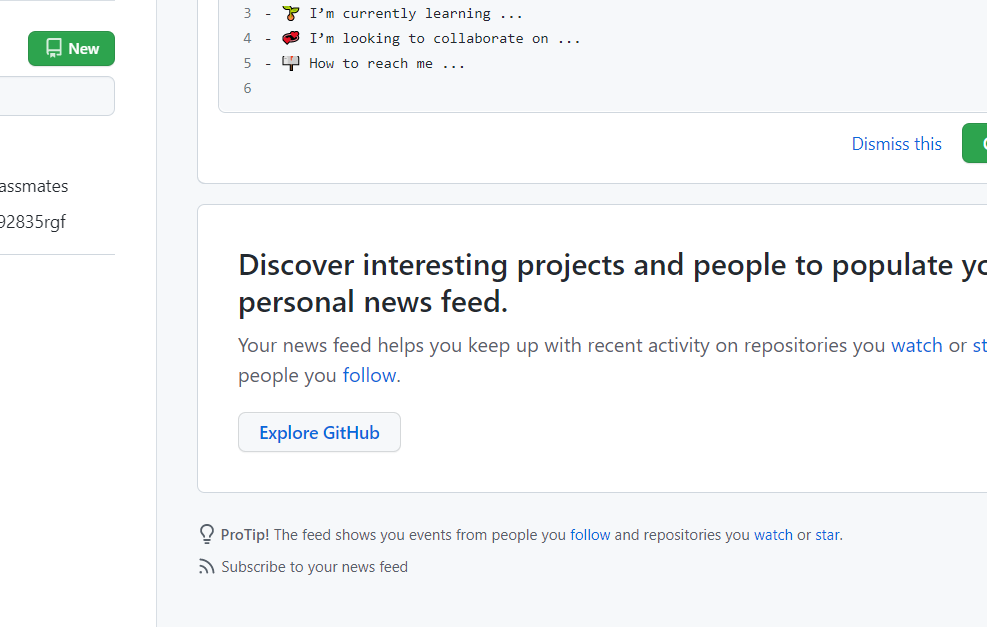 New
assmates
92835rgf
3 - 🌱 I’m currently learning ...
4 - 💞️ I’m looking to collaborate on ...
5 - 📫 How to reach me ...
6
Dismiss this
Discover interesting projects and people to populate yo
personal news feed.
Your news feed helps you keep up with recent activity on repositories you watch or st
people you follow.
Explore GitHub
ProTip! The feed shows you events from people you follow and repositories you watch or star.
Subscribe to your news feed